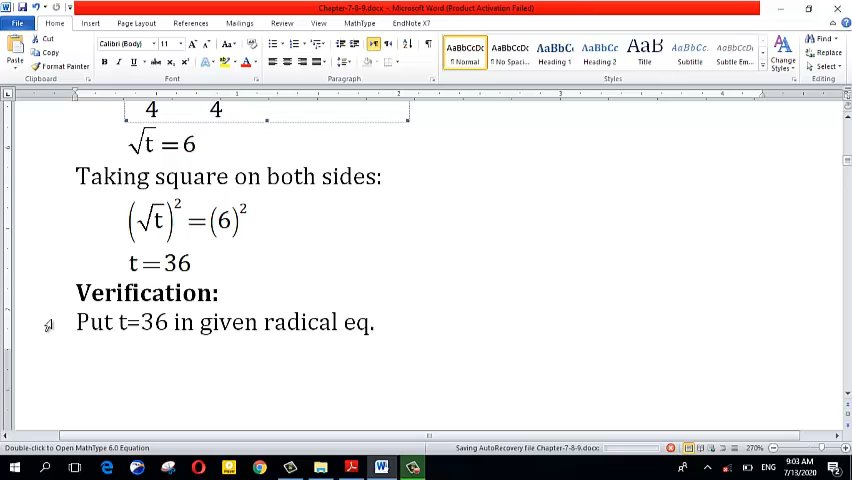 Chapter-7-8-9.docx - Microsoft Word (Product Activation Failed)
File Home Insert Page Layout References Mailings Review View MathType EndNote X7
Paste Cut Copy Format Painter
Calibri (Body) 11
AaBbCcDc AaBbCcDc AaBbCc AaBbCc AaB AaBbCc. AaBbCcDc
¶ Normal ¶ No Spaci... Heading 1 Heading 2 Title Subtitle Subtle Em...
Change Styles
Find Replace Select
Clipboard Font Paragraph Styles Editing
4 4
√t = 6
Taking square on both sides:
(√t)² = (6)²
t = 36
Verification:
Put t=36 in given radical eq.
Double-click to Open MathType 6.0 Equation Saving AutoRecovery file Chapter-7-8-9.docx: 270%
ENG 9:03 AM
7/13/2020